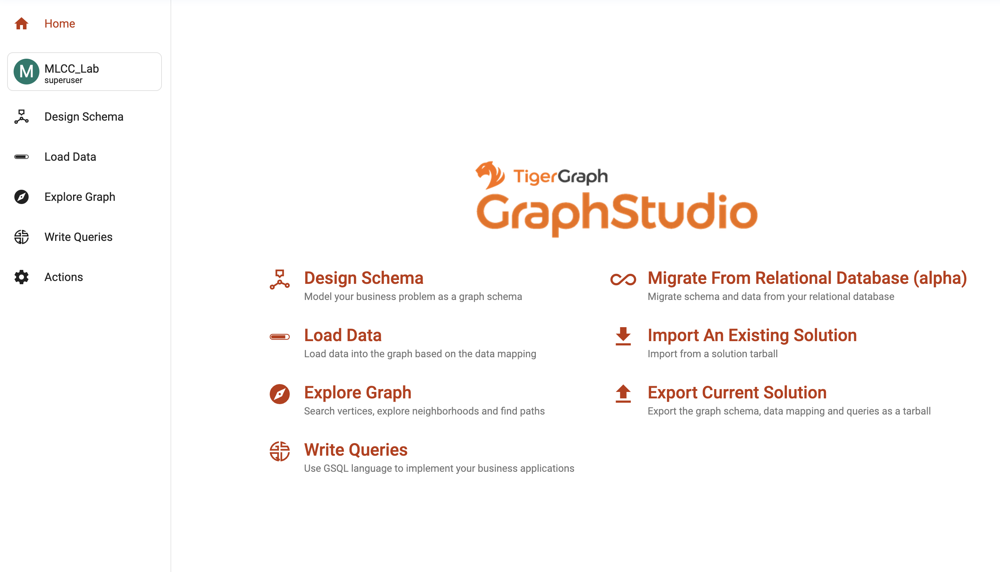 Home
M
MLCC_Lab
superuser
Design Schema
Load Data
Explore Graph
Write Queries
Actions
TigerGraph
GraphStudio
Design Schema
Model your business problem as a graph schema
Load Data
Load data into the graph based on the data mapping
Explore Graph
Search vertices, explore neighborhoods and find paths
Write Queries
Use GSQL language to implement your business applications
Migrate From Relational Database (alpha)
Migrate schema and data from your relational database
Import An Existing Solution
Import from a solution tarball
Export Current Solution
Export the graph schema, data mapping and queries as a tarball